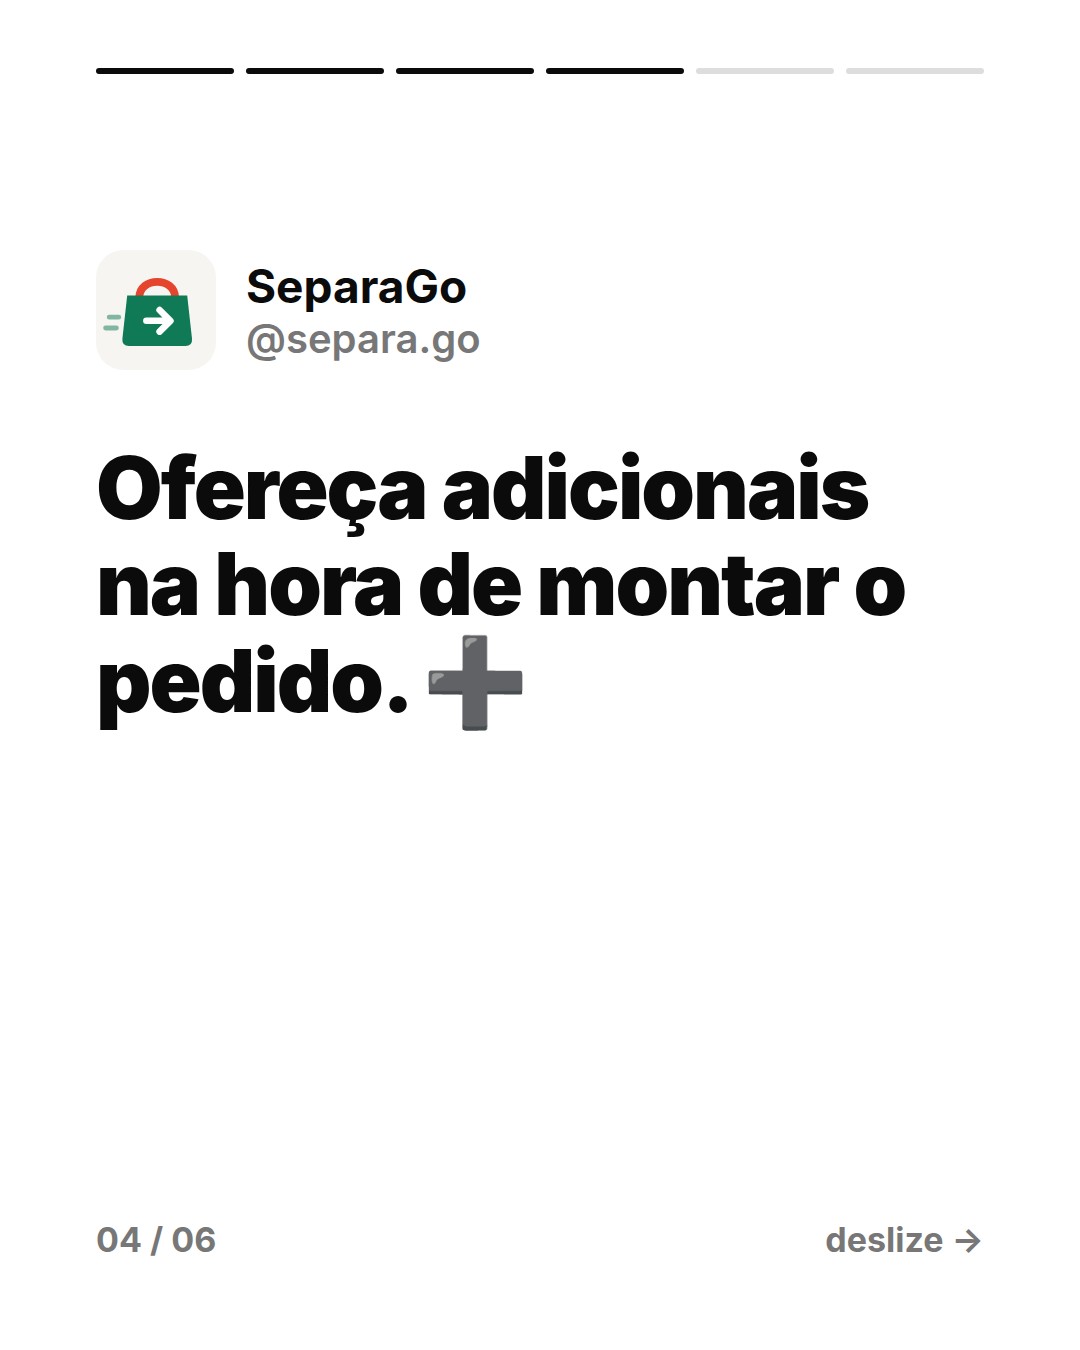 SeparaGo
@separa.go
Ofereça adicionais
na hora de montar o
pedido. ➕
04 / 06
deslize →